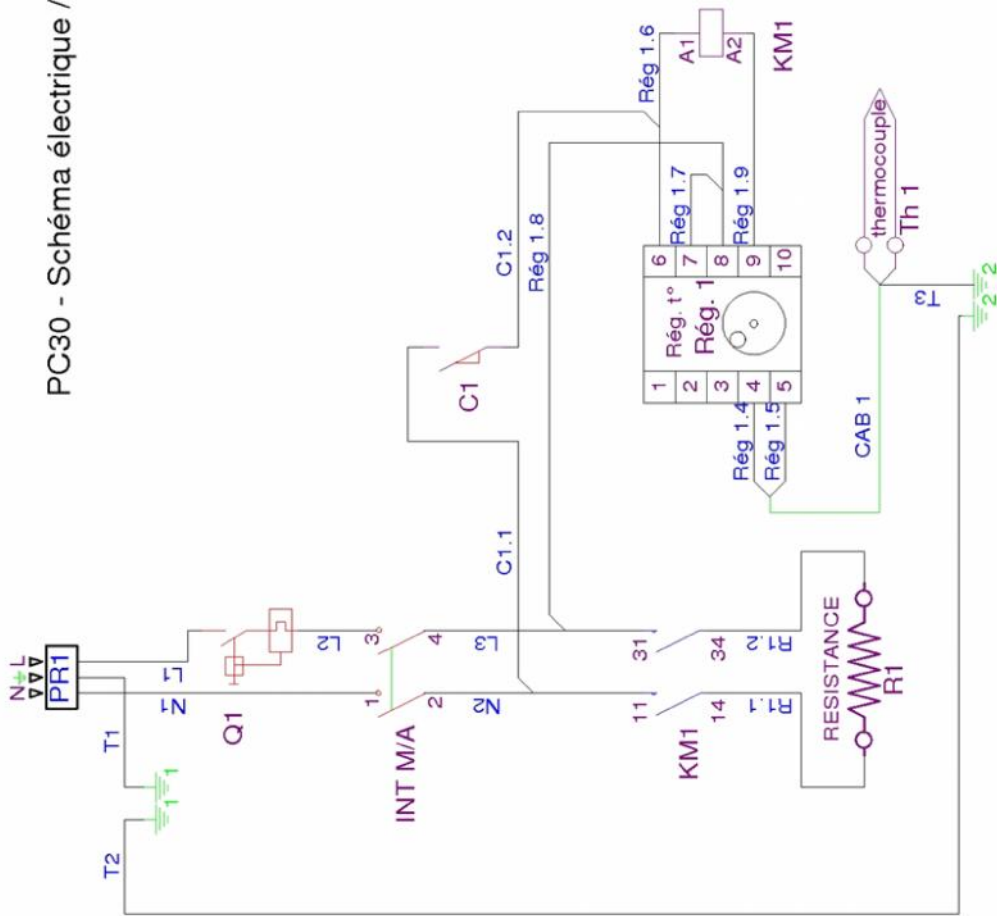 PC30 - Schéma électrique /
N L
PR1
T1
N1
L1
1
1
T2
Q1
L2
3
1
INT M/A
4
2
L3
N2
C1.1
C1
C1.2
Rég 1.8
Rég 1.6
A1
A2
KM1
Rég 1.7
Rég 1.9
1
2
3
4
5
Rég. t°
Rég. 1
6
7
8
9
10
Rég 1.4
Rég 1.5
CAB 1
thermocouple
Th 1
T3
2
2
31
34
11
14
KM1
R1.2
R1.1
RESISTANCE
R1